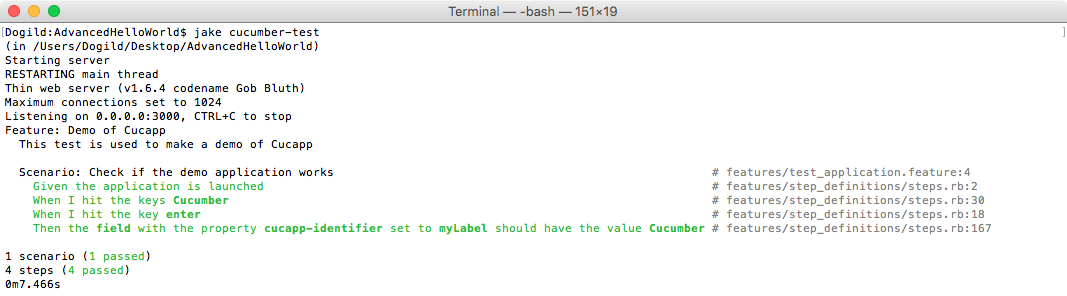 Terminal — -bash — 151×19
[Dogild:AdvancedHelloWorld$ jake cucumber-test ]
(in /Users/Dogild/Desktop/AdvancedHelloWorld)
Starting server
RESTARTING main thread
Thin web server (v1.6.4 codename Gob Bluth)
Maximum connections set to 1024
Listening on 0.0.0.0:3000, CTRL+C to stop
Feature: Demo of Cucapp
  This test is used to make a demo of Cucapp
  Scenario: Check if the demo application works # features/test_application.feature:4
    Given the application is launched # features/step_definitions/steps.rb:2
    When I hit the keys Cucumber # features/step_definitions/steps.rb:30
    When I hit the key enter # features/step_definitions/steps.rb:18
    Then the field with the property cucapp-identifier set to myLabel should have the value Cucumber # features/step_definitions/steps.rb:167
1 scenario (1 passed)
4 steps (4 passed)
0m7.466s